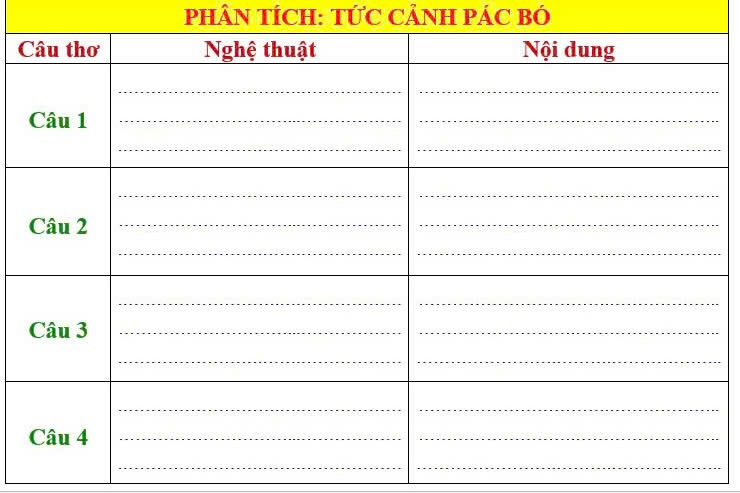 PHÂN TÍCH: TỨC CẢNH PÁC BÓ
Câu thơ Nghệ thuật Nội dung
Câu 1
Câu 2
Câu 3
Câu 4